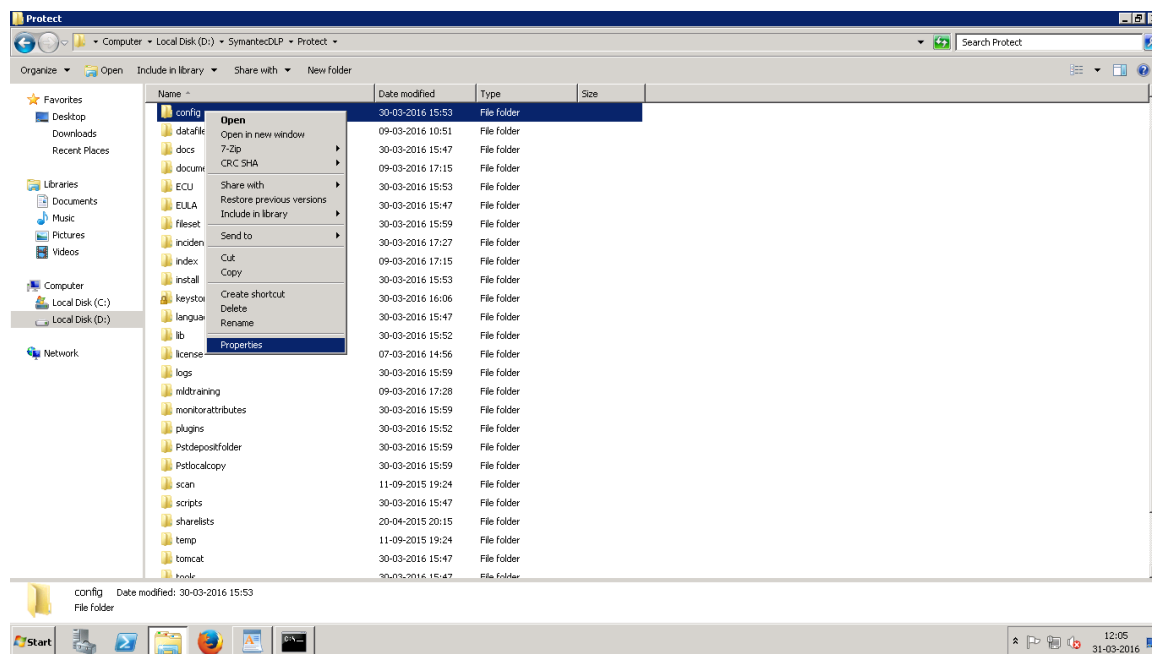 Protect
Computer Local Disk (D:) SymantecDLP Protect
Search Protect
Organize Open Include in library Share with New folder
Favorites
Desktop
Downloads
Recent Places
Libraries
Documents
Music
Pictures
Videos
Computer
Local Disk (C:)
Local Disk (D:)
Network
Name Date modified Type Size
config 30-03-2016 15:53 File folder
datafile 09-03-2016 10:51 File folder
docs 30-03-2016 15:47 File folder
docume 09-03-2016 17:15 File folder
ECU 30-03-2016 15:53 File folder
EULA 30-03-2016 15:47 File folder
fileset 30-03-2016 15:59 File folder
inciden 30-03-2016 17:27 File folder
index 09-03-2016 17:15 File folder
install 30-03-2016 15:53 File folder
keysto 30-03-2016 16:06 File folder
langua 30-03-2016 15:47 File folder
lib 30-03-2016 15:52 File folder
license 07-03-2016 14:56 File folder
logs 30-03-2016 15:59 File folder
mldtraining 09-03-2016 17:28 File folder
monitorattributes 30-03-2016 15:59 File folder
plugins 30-03-2016 15:52 File folder
Pstdepositfolder 30-03-2016 15:59 File folder
Pstlocalcopy 30-03-2016 15:59 File folder
scan 11-09-2015 19:24 File folder
scripts 30-03-2016 15:47 File folder
sharelists 20-04-2015 20:15 File folder
temp 11-09-2015 19:24 File folder
tomcat 30-03-2016 15:47 File folder
tools 30-03-2016 15:47 File folder
Open
Open in new window
7-Zip
CRC SHA
Share with
Restore previous versions
Include in library
Send to
Cut
Copy
Create shortcut
Delete
Rename
Properties
config Date modified: 30-03-2016 15:53
File folder
Start
12:05
31-03-2016